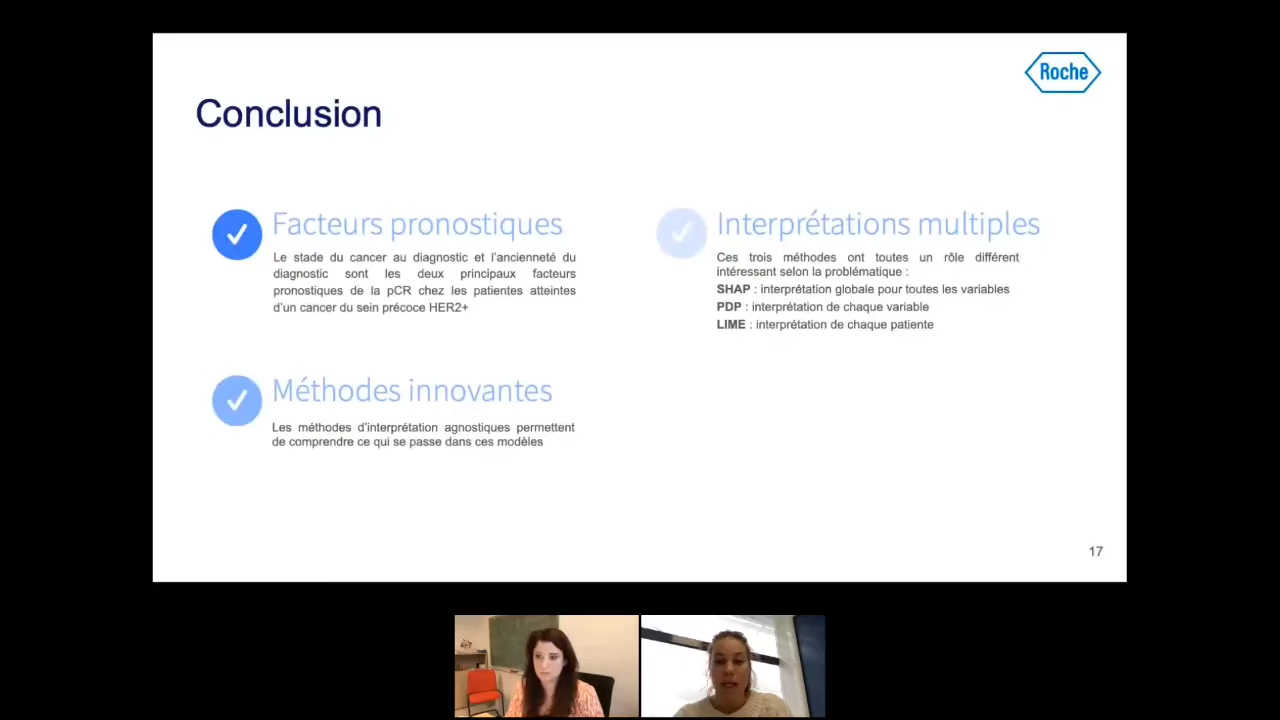 Roche
Conclusion
Facteurs pronostiques
Le stade du cancer au diagnostic et l'ancienneté du
diagnostic sont les deux principaux facteurs
pronostiques de la pCR chez les patientes atteintes
d'un cancer du sein précoce HER2+
Méthodes innovantes
Les méthodes d'interprétation agnostiques permettent
de comprendre ce qui se passe dans ces modèles
Interprétations multiples
Ces trois méthodes ont toutes un rôle différent
intéressant selon la problématique :
SHAP : interprétation globale pour toutes les variables
PDP : interprétation de chaque variable
LIME : interprétation de chaque patiente
17